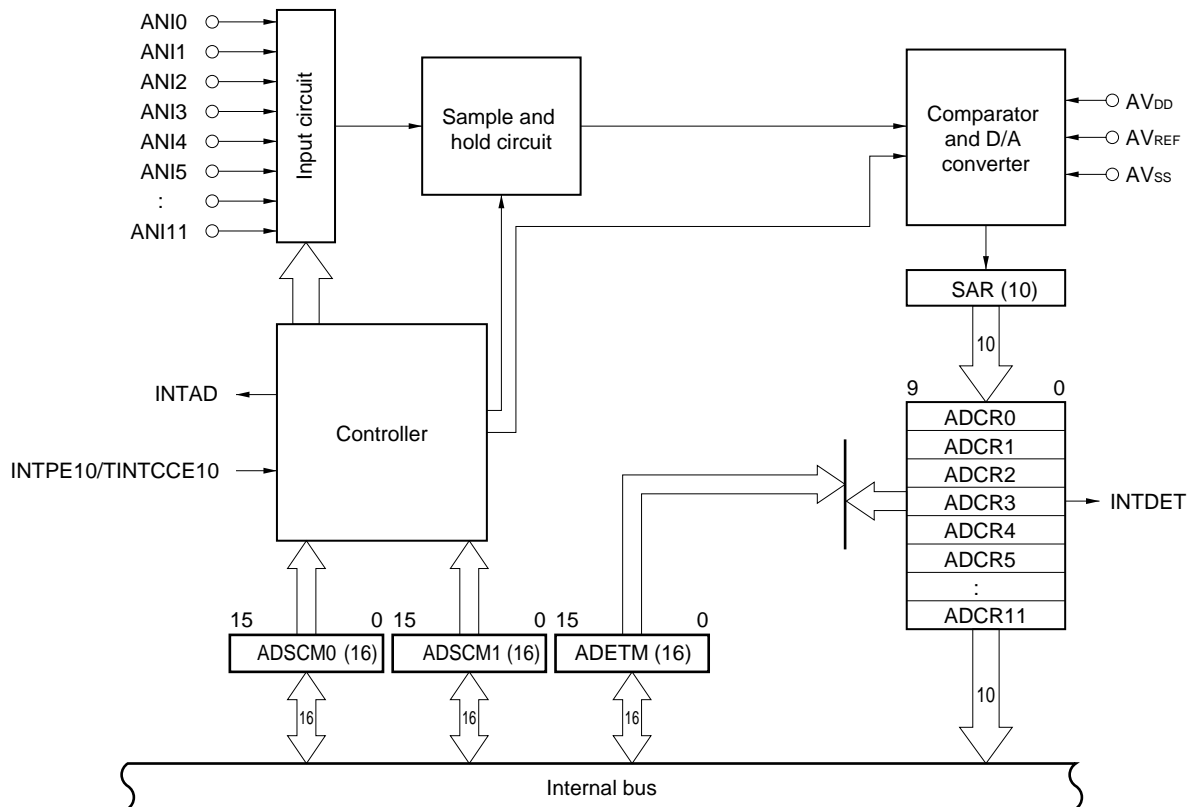 ANI0
ANI1
ANI2
ANI3
ANI4
ANI5
:
ANI11
Input circuit
Sample and
hold circuit
Comparator
and D/A
converter
AVDD
AVREF
AVSS
SAR (10)
10
INTAD
INTPE10/TINTCCE10
Controller
9 0
ADCR0
ADCR1
ADCR2
ADCR3
ADCR4
ADCR5
:
ADCR11
INTDET
15 0
ADSCM0 (16)
15 0
ADSCM1 (16)
15 0
ADETM (16)
16
16
16
10
Internal bus